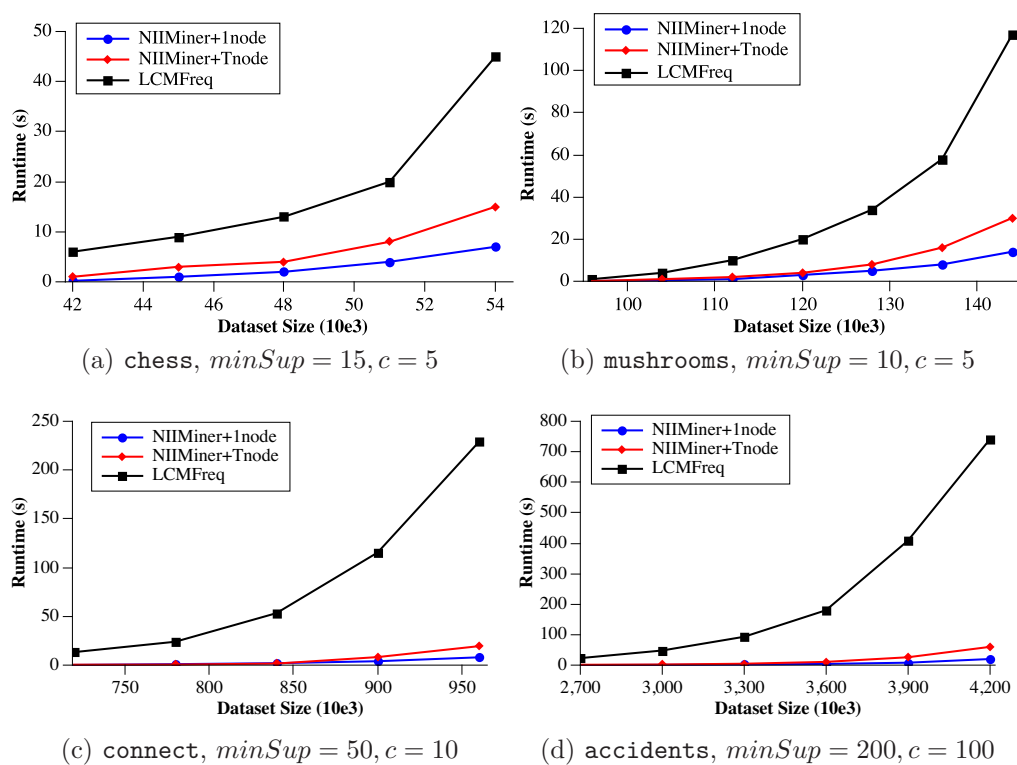 NIIMiner+1node
NIIMiner+Tnode
LCMFreq
50
40
30
20
10
0
Runtime (s)
42 44 46 48 50 52 54
Dataset Size (10e3)
(a) chess, minSup = 15, c = 5
NIIMiner+1node
NIIMiner+Tnode
LCMFreq
120
100
80
60
40
20
0
Runtime (s)
100 110 120 130 140
Dataset Size (10e3)
(b) mushrooms, minSup = 10, c = 5
NIIMiner+1node
NIIMiner+Tnode
LCMFreq
250
200
150
100
50
0
Runtime (s)
750 800 850 900 950
Dataset Size (10e3)
(c) connect, minSup = 50, c = 10
NIIMiner+1node
NIIMiner+Tnode
LCMFreq
800
700
600
500
400
300
200
100
0
Runtime (s)
2,700 3,000 3,300 3,600 3,900 4,200
Dataset Size (10e3)
(d) accidents, minSup = 200, c = 100